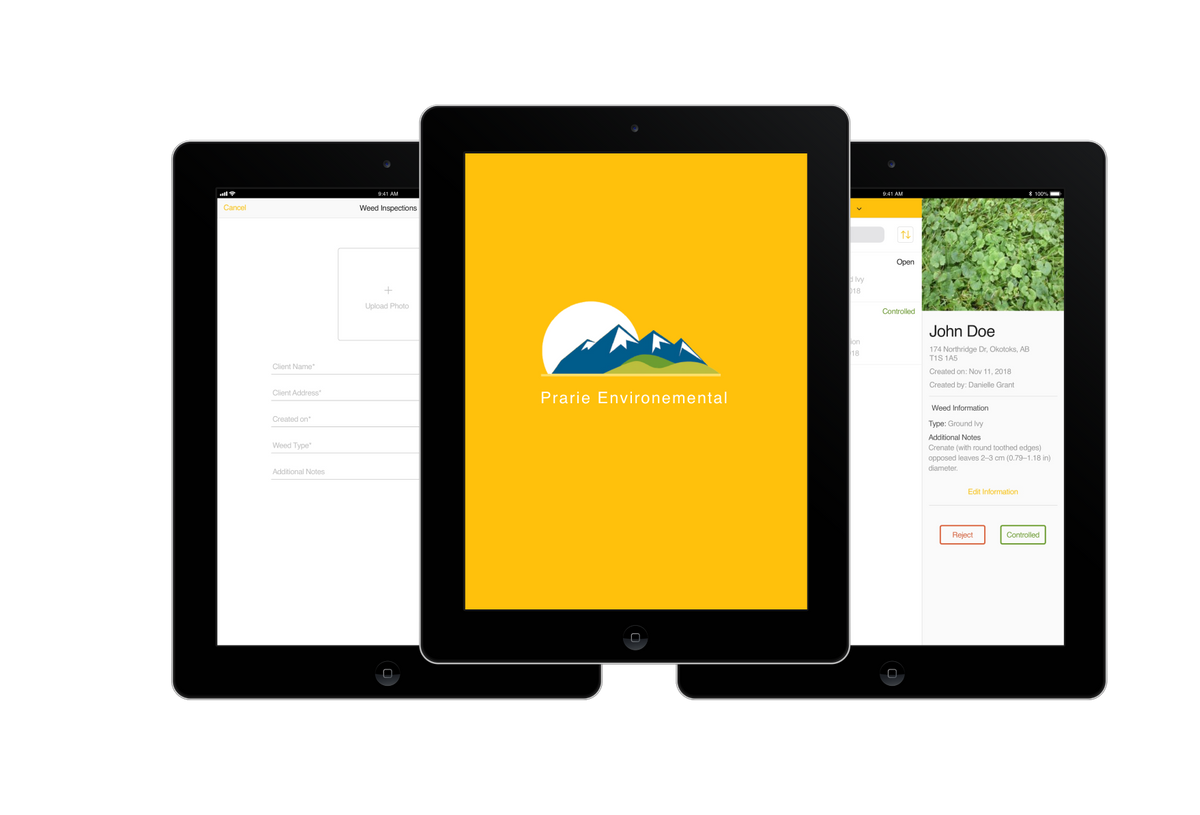 9:41 AM
Cancel
Weed Inspections
+
Upload Photo
Client Name*
Client Address*
Created on*
Weed Type*
Additional Notes
Prarie Environemental
9:41 AM
100%
Open
Ivy
Controlled
John Doe
174 Northridge Dr, Okotoks, AB
T1S 1A5
Created on: Nov 11, 2018
Created by: Danielle Grant
Weed Information
Type: Ground Ivy
Additional Notes
Crenate (with round toothed edges)
opposed leaves 2–3 cm (0.79–1.18 in)
diameter.
Edit Information
Reject
Controlled